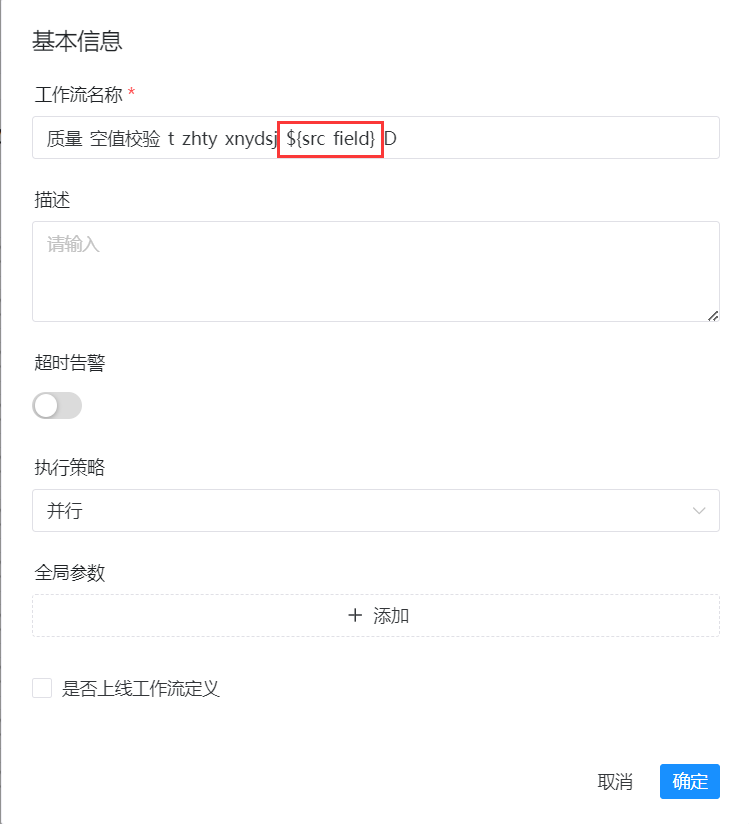 基本信息
工作流名称 *
质量 空值校验 t zhty xnydsj ${src field} D
描述
请输入
超时告警
执行策略
并行
全局参数
+ 添加
是否上线工作流定义
取消 确定